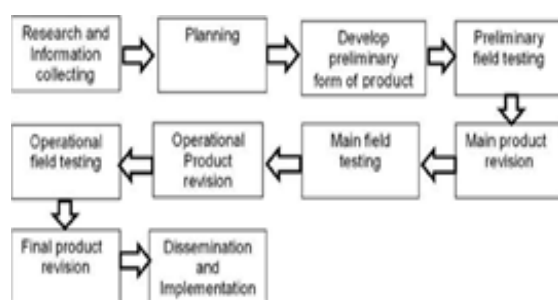 Research and
Information
collecting
Planning
Develop
preliminary
form of product
Preliminary
field testing
Main product
revision
Main field
testing
Operational
Product
revision
Operational
field testing
Final product
revision
Dissemination
and
Implementation